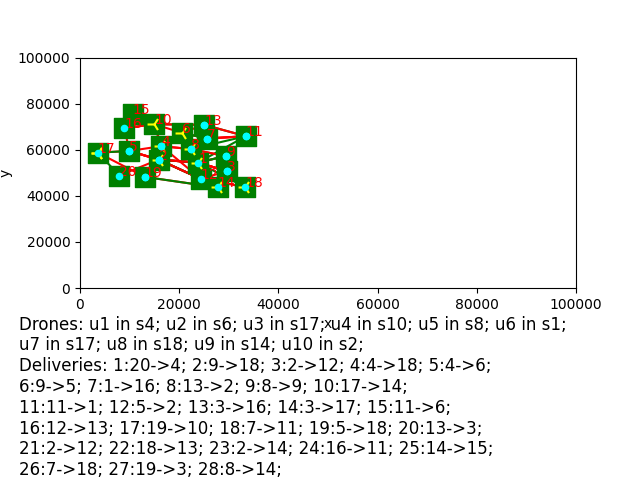 100000
80000
60000
40000
20000
0
y
0 20000 40000 60000 80000 100000
x
Drones: u1 in s4; u2 in s6; u3 in s17; u4 in s10; u5 in s8; u6 in s1;
u7 in s17; u8 in s18; u9 in s14; u10 in s2;
Deliveries: 1:20->4; 2:9->18; 3:2->12; 4:4->18; 5:4->6;
6:9->5; 7:1->16; 8:13->2; 9:8->9; 10:17->14;
11:11->1; 12:5->2; 13:3->16; 14:3->17; 15:11->6;
16:12->13; 17:19->10; 18:7->11; 19:5->18; 20:13->3;
21:2->12; 22:18->13; 23:2->14; 24:16->11; 25:14->15;
26:7->18; 27:19->3; 28:8->14;